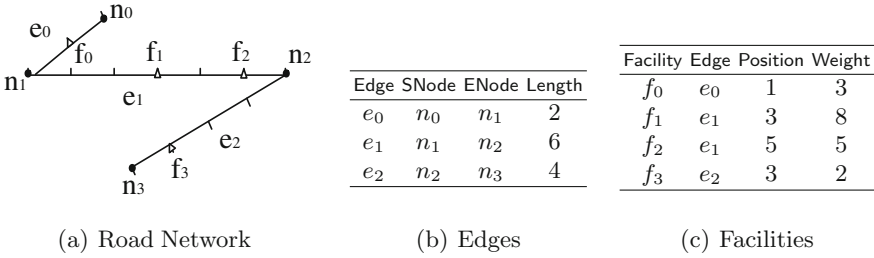 n₀
e₀
f₀ f₁ f₂ n₂
n₁
e₁
e₂
f₃
n₃
(a) Road Network
Edge SNode ENode Length
e₀ n₀ n₁ 2
e₁ n₁ n₂ 6
e₂ n₂ n₃ 4
(b) Edges
Facility Edge Position Weight
f₀ e₀ 1 3
f₁ e₁ 3 8
f₂ e₁ 5 5
f₃ e₂ 3 2
(c) Facilities